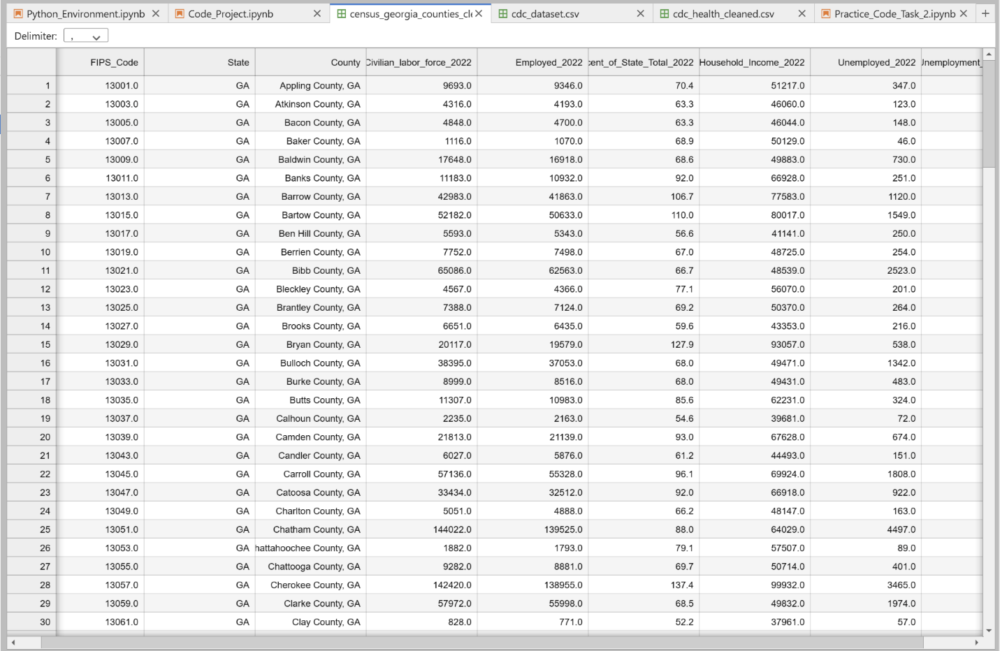 Python_Environment.ipynb Code_Project.ipynb census_georgia_counties_cle cdc_dataset.csv cdc_health_cleaned.csv Practice_Code_Task_2.ipynb
Delimiter: ,
FIPS_Code State County Civilian_labor_force_2022 Employed_2022 cent_of_State_Total_2022 Household_Income_2022 Unemployed_2022 Unemployment_
1 13001.0 GA Appling County, GA 9693.0 9346.0 70.4 51217.0 347.0
2 13003.0 GA Atkinson County, GA 4316.0 4193.0 63.3 46060.0 123.0
3 13005.0 GA Bacon County, GA 4848.0 4700.0 63.3 46044.0 148.0
4 13007.0 GA Baker County, GA 1116.0 1070.0 68.9 50129.0 46.0
5 13009.0 GA Baldwin County, GA 17648.0 16918.0 68.6 49883.0 730.0
6 13011.0 GA Banks County, GA 11183.0 10932.0 92.0 66928.0 251.0
7 13013.0 GA Barrow County, GA 42983.0 41863.0 106.7 77583.0 1120.0
8 13015.0 GA Bartow County, GA 52182.0 50633.0 110.0 80017.0 1549.0
9 13017.0 GA Ben Hill County, GA 5593.0 5343.0 56.6 41141.0 250.0
10 13019.0 GA Berrien County, GA 7752.0 7498.0 67.0 48725.0 254.0
11 13021.0 GA Bibb County, GA 65086.0 62563.0 66.7 48539.0 2523.0
12 13023.0 GA Bleckley County, GA 4567.0 4366.0 77.1 56070.0 201.0
13 13025.0 GA Brantley County, GA 7388.0 7124.0 69.2 50370.0 264.0
14 13027.0 GA Brooks County, GA 6651.0 6435.0 59.6 43353.0 216.0
15 13029.0 GA Bryan County, GA 20117.0 19579.0 127.9 93057.0 538.0
16 13031.0 GA Bulloch County, GA 38395.0 37053.0 68.0 49471.0 1342.0
17 13033.0 GA Burke County, GA 8999.0 8516.0 68.0 49431.0 483.0
18 13035.0 GA Butts County, GA 11307.0 10983.0 85.6 62231.0 324.0
19 13037.0 GA Calhoun County, GA 2235.0 2163.0 54.6 39681.0 72.0
20 13039.0 GA Camden County, GA 21813.0 21139.0 93.0 67628.0 674.0
21 13043.0 GA Candler County, GA 6027.0 5876.0 61.2 44493.0 151.0
22 13045.0 GA Carroll County, GA 57136.0 55328.0 96.1 69924.0 1808.0
23 13047.0 GA Catoosa County, GA 33434.0 32512.0 92.0 66918.0 922.0
24 13049.0 GA Charlton County, GA 5051.0 4888.0 66.2 48147.0 163.0
25 13051.0 GA Chatham County, GA 144022.0 139525.0 88.0 64029.0 4497.0
26 13053.0 GA hattahoochee County, GA 1882.0 1793.0 79.1 57507.0 89.0
27 13055.0 GA Chattooga County, GA 9282.0 8881.0 69.7 50714.0 401.0
28 13057.0 GA Cherokee County, GA 142420.0 138955.0 137.4 99932.0 3465.0
29 13059.0 GA Clarke County, GA 57972.0 55998.0 68.5 49832.0 1974.0
30 13061.0 GA Clay County, GA 828.0 771.0 52.2 37961.0 57.0